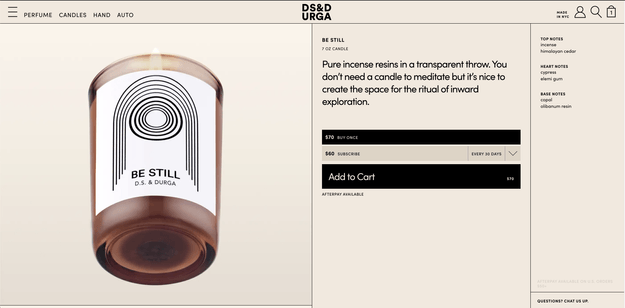 PERFUME CANDLES HAND AUTO
DS&D
URGA
MADE
IN NYC
1
BE STILL
D.S. & DURGA
BE STILL
7 OZ CANDLE
Pure incense resins in a transparent throw. You
don't need a candle to meditate but it's nice to
create the space for the ritual of inward
exploration.
$70 BUY ONCE
$60 SUBSCRIBE EVERY 30 DAYS
Add to Cart $70
AFTERPAY AVAILABLE
TOP NOTES
incense
himalayan cedar
HEART NOTES
cypress
elemi gum
BASE NOTES
copal
olibanum resin
QUESTIONS? CHAT US UP.